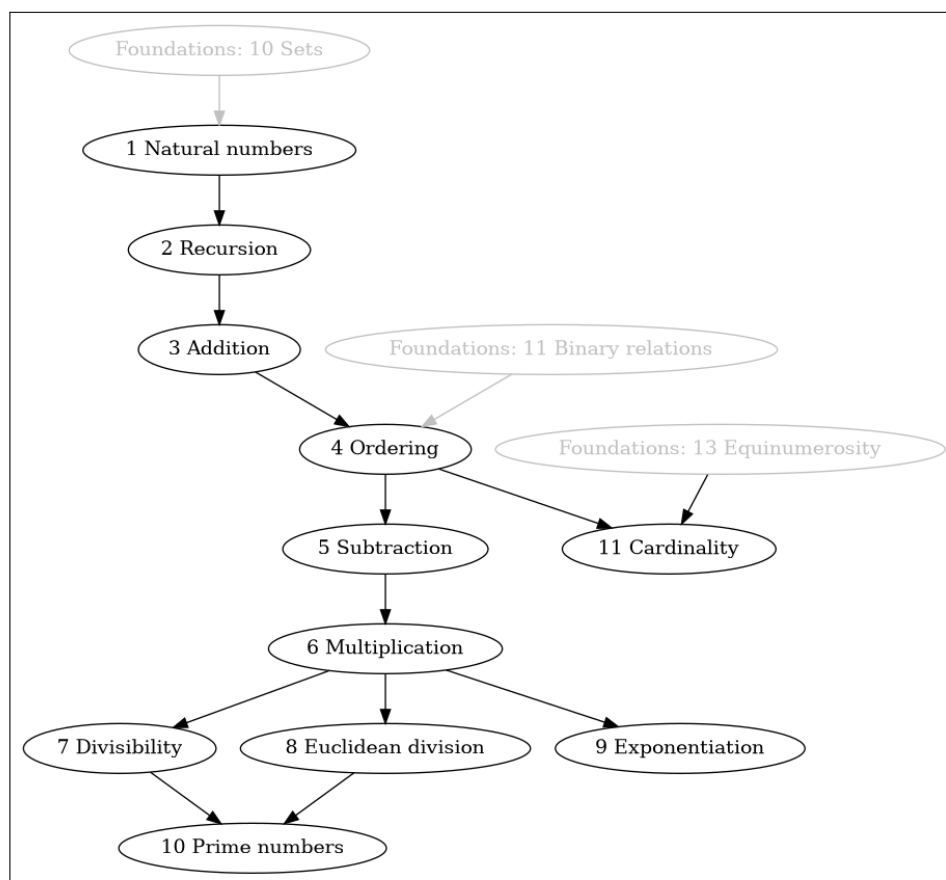 Foundations: 10 Sets
1 Natural numbers
2 Recursion
3 Addition
Foundations: 11 Binary relations
4 Ordering
Foundations: 13 Equinumerosity
5 Subtraction
11 Cardinality
6 Multiplication
7 Divisibility
8 Euclidean division
9 Exponentiation
10 Prime numbers